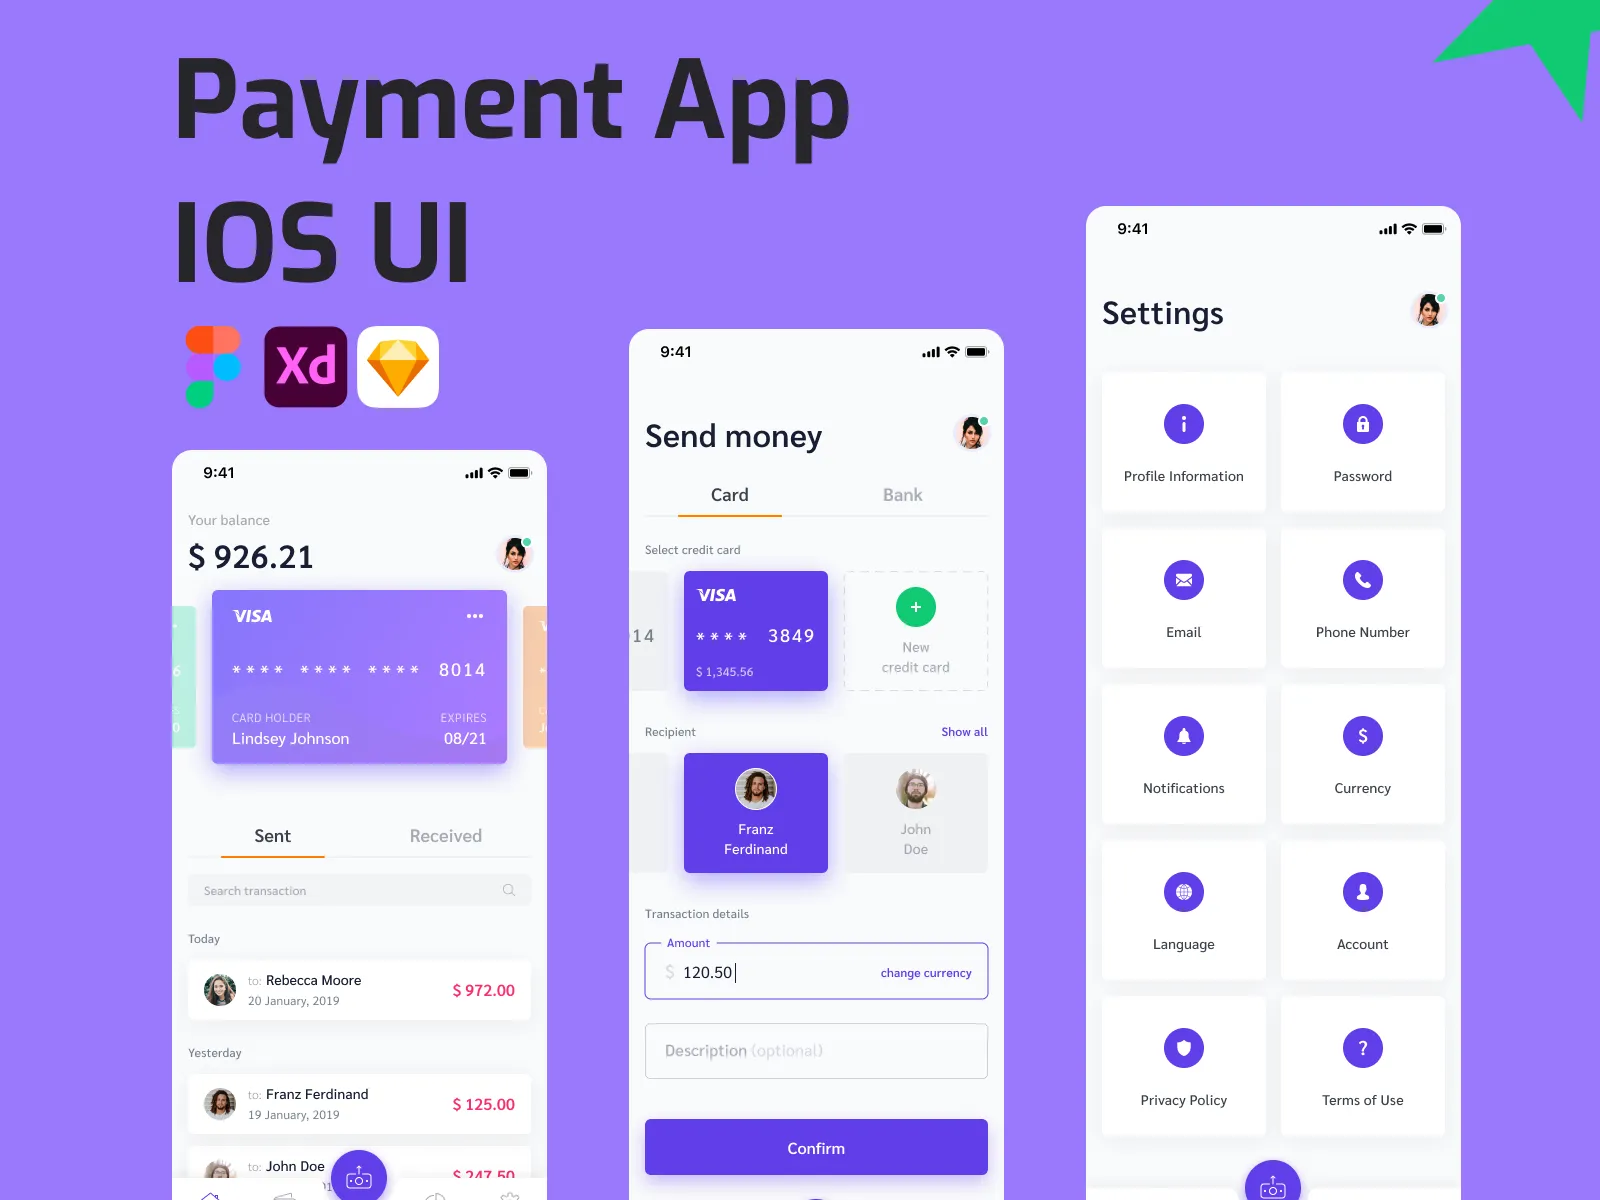 Payment App
IOS UI
Xd
9:41
Your balance
$ 926.21
VISA
**** **** **** 8014
CARD HOLDER
EXPIRES
Lindsey Johnson
08/21
6
0
Sent
Received
Search transaction
Today
to: Rebecca Moore
20 January, 2019
$ 972.00
Yesterday
to: Franz Ferdinand
19 January, 2019
$ 125.00
to: John Doe
$ 247.50
9:41
Send money
Card
Bank
Select credit card
14
VISA
**** 3849
$ 1,345.56
+
New
credit card
Recipient
Show all
Franz
Ferdinand
John
Doe
Transaction details
Amount
$ 120.50
change currency
Description (optional)
Confirm
9:41
Settings
Profile Information
Password
Email
Phone Number
Notifications
$
Currency
Language
Account
Privacy Policy
?
Terms of Use